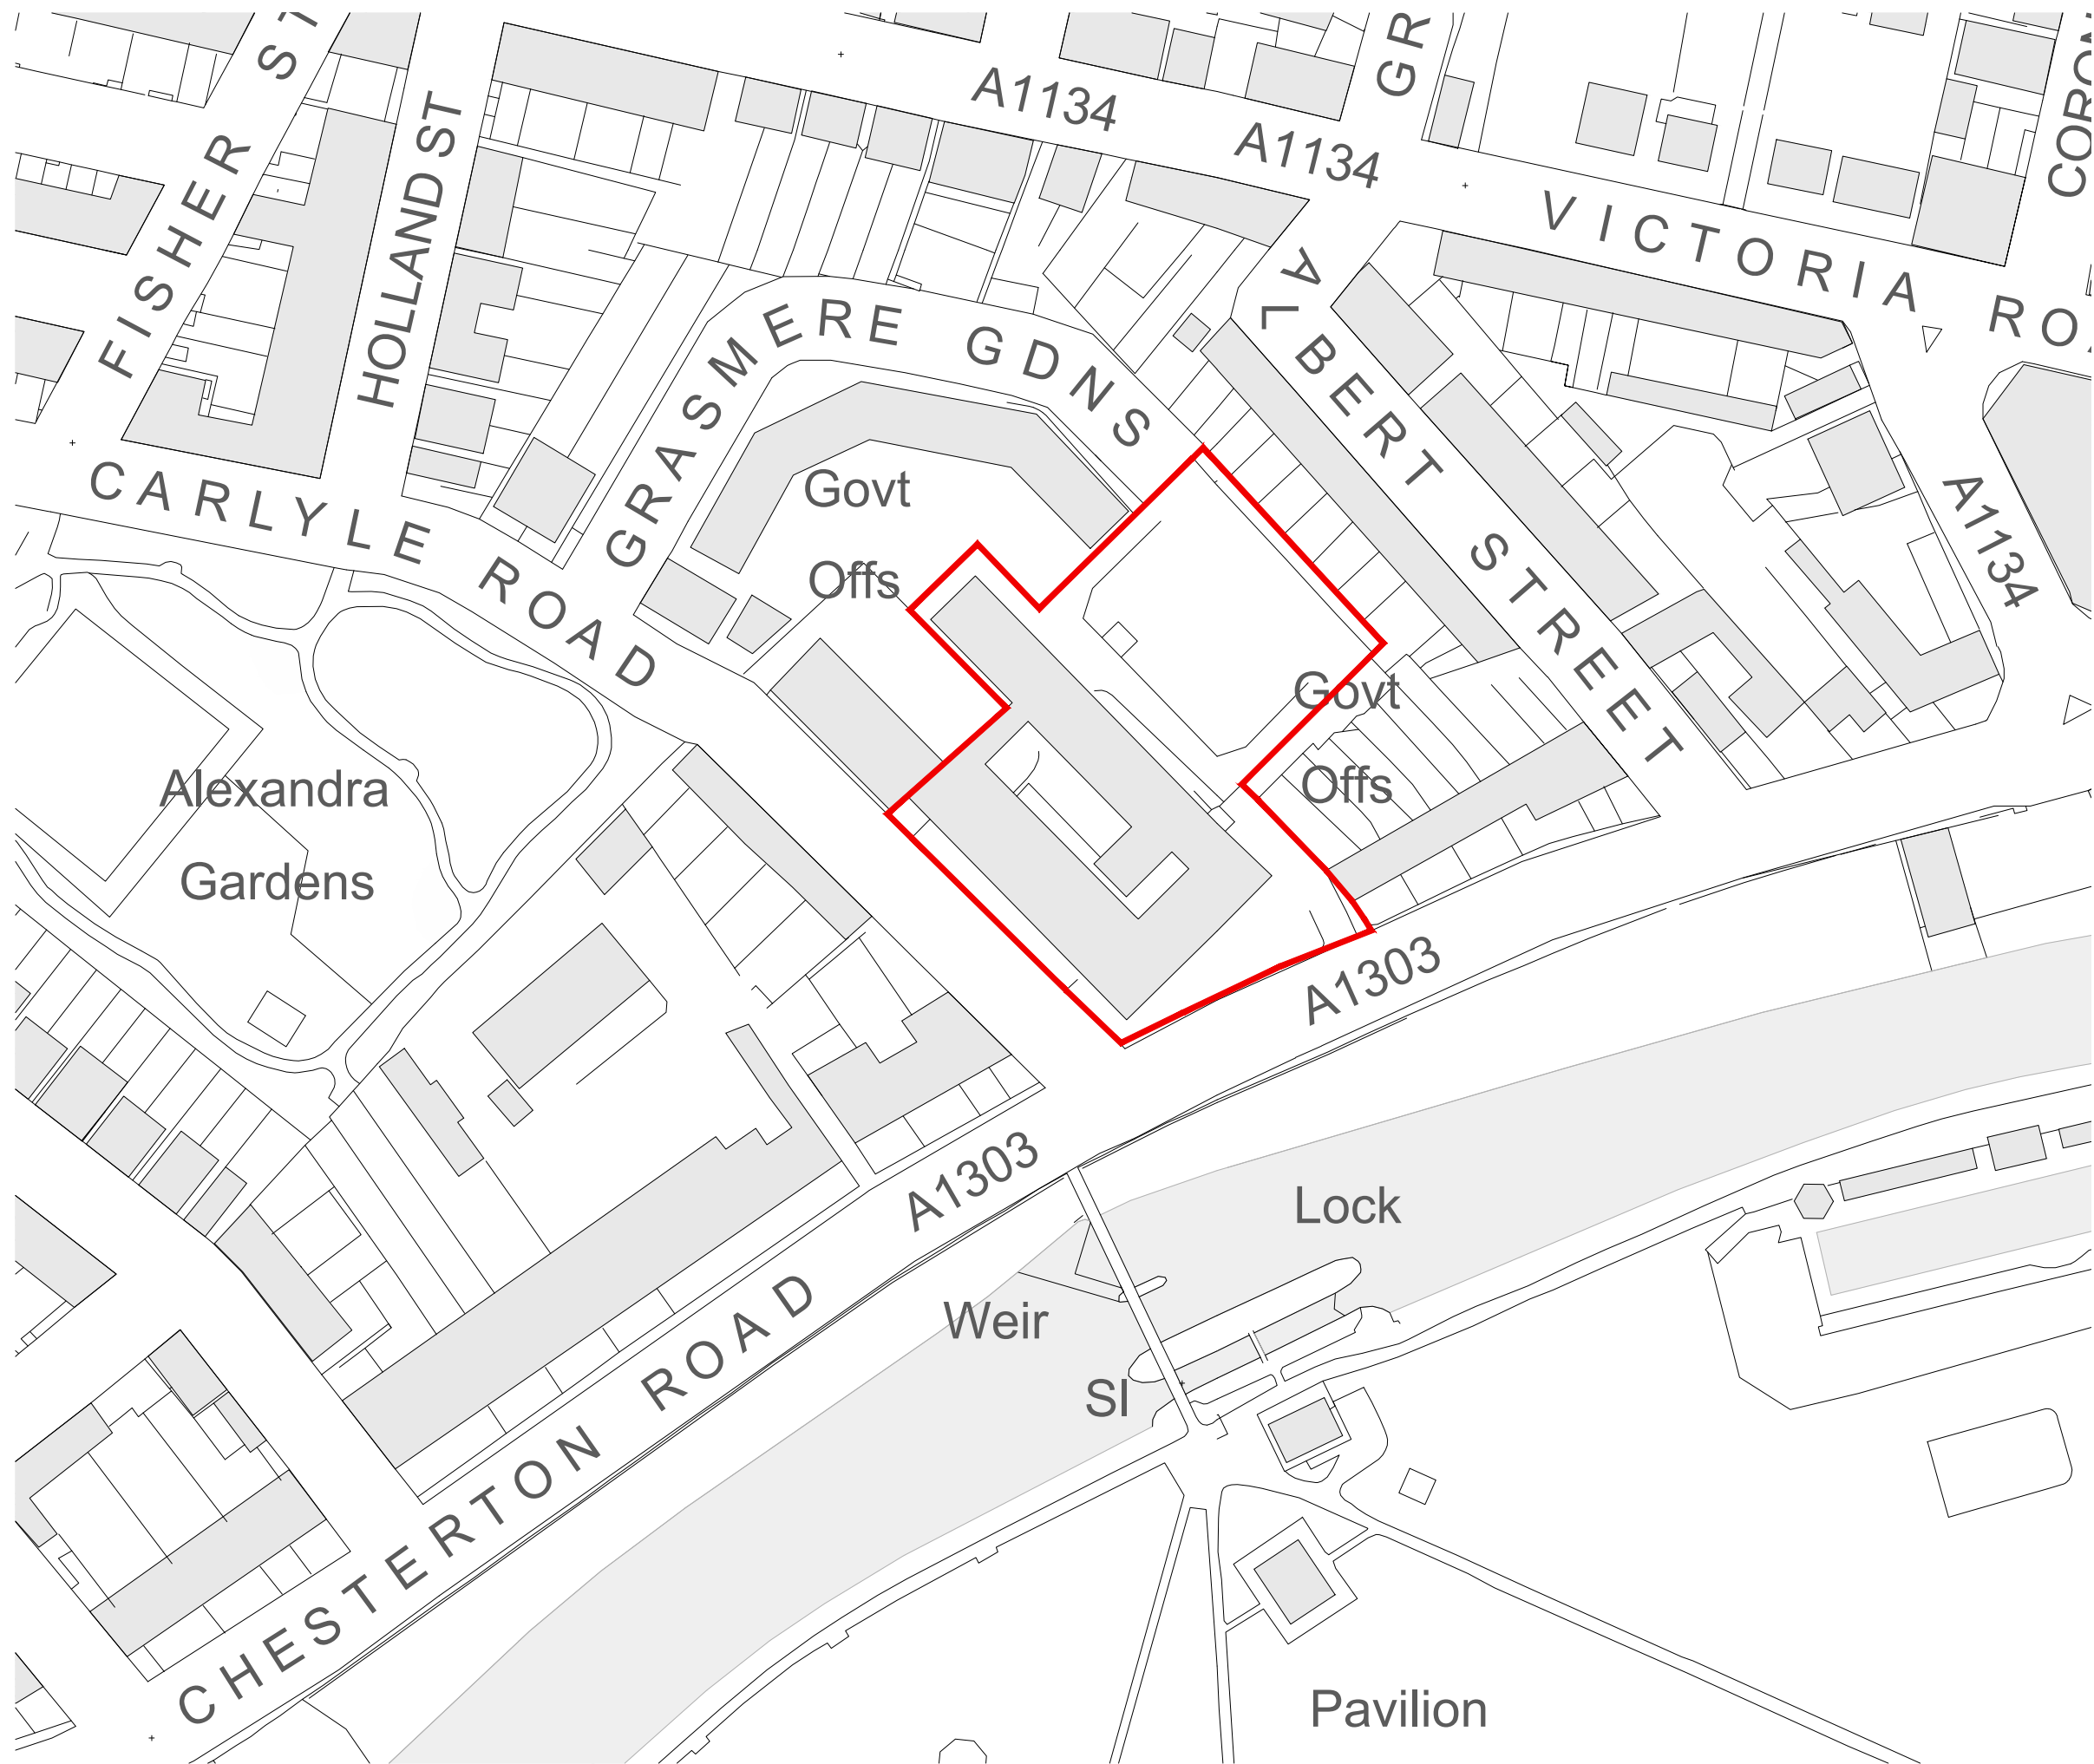 A1134
A1134
VICTORIA RO
FISHER ST
HOLLAND ST
GR
CARLYLE ROAD
GRASMERE GDNS
ALBERT STREET
Govt
Offs
A1134
Govt
Offs
Alexandra
Gardens
A1303
A1303
Lock
Weir
Sl
CHESTERTON ROAD
Pavilion